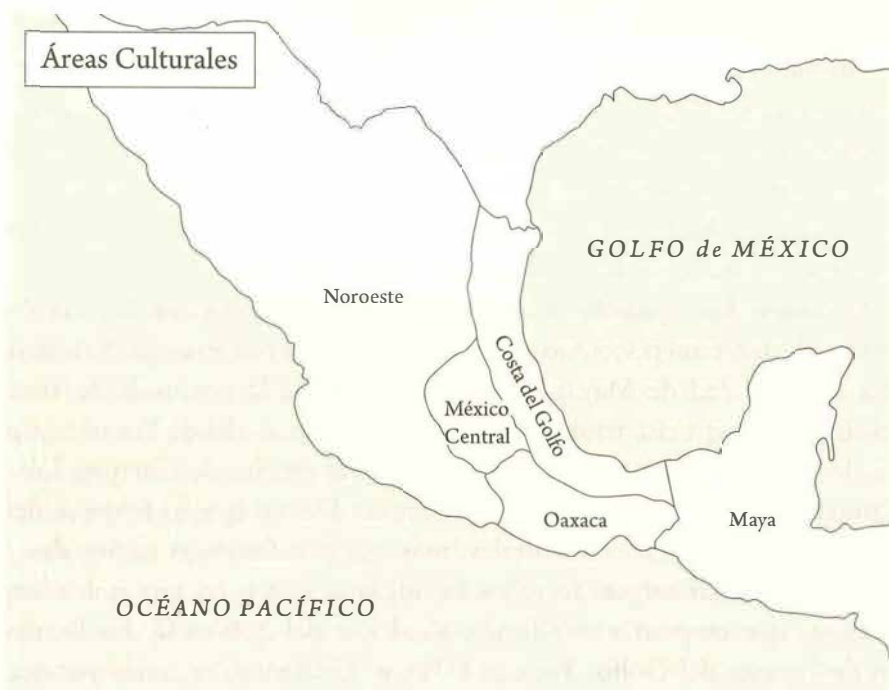 Áreas Culturales
GOLFO de MÉXICO
Noroeste
Costa del Golfo
México
Central
Oaxaca
Maya
OCÉANO PACÍFICO